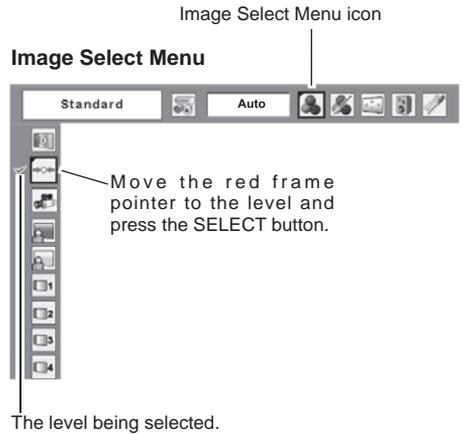 Image Select Menu icon
Image Select Menu
Standard
Auto
Move the red frame
pointer to the level and
press the SELECT button.
1
2
3
4
The level being selected.